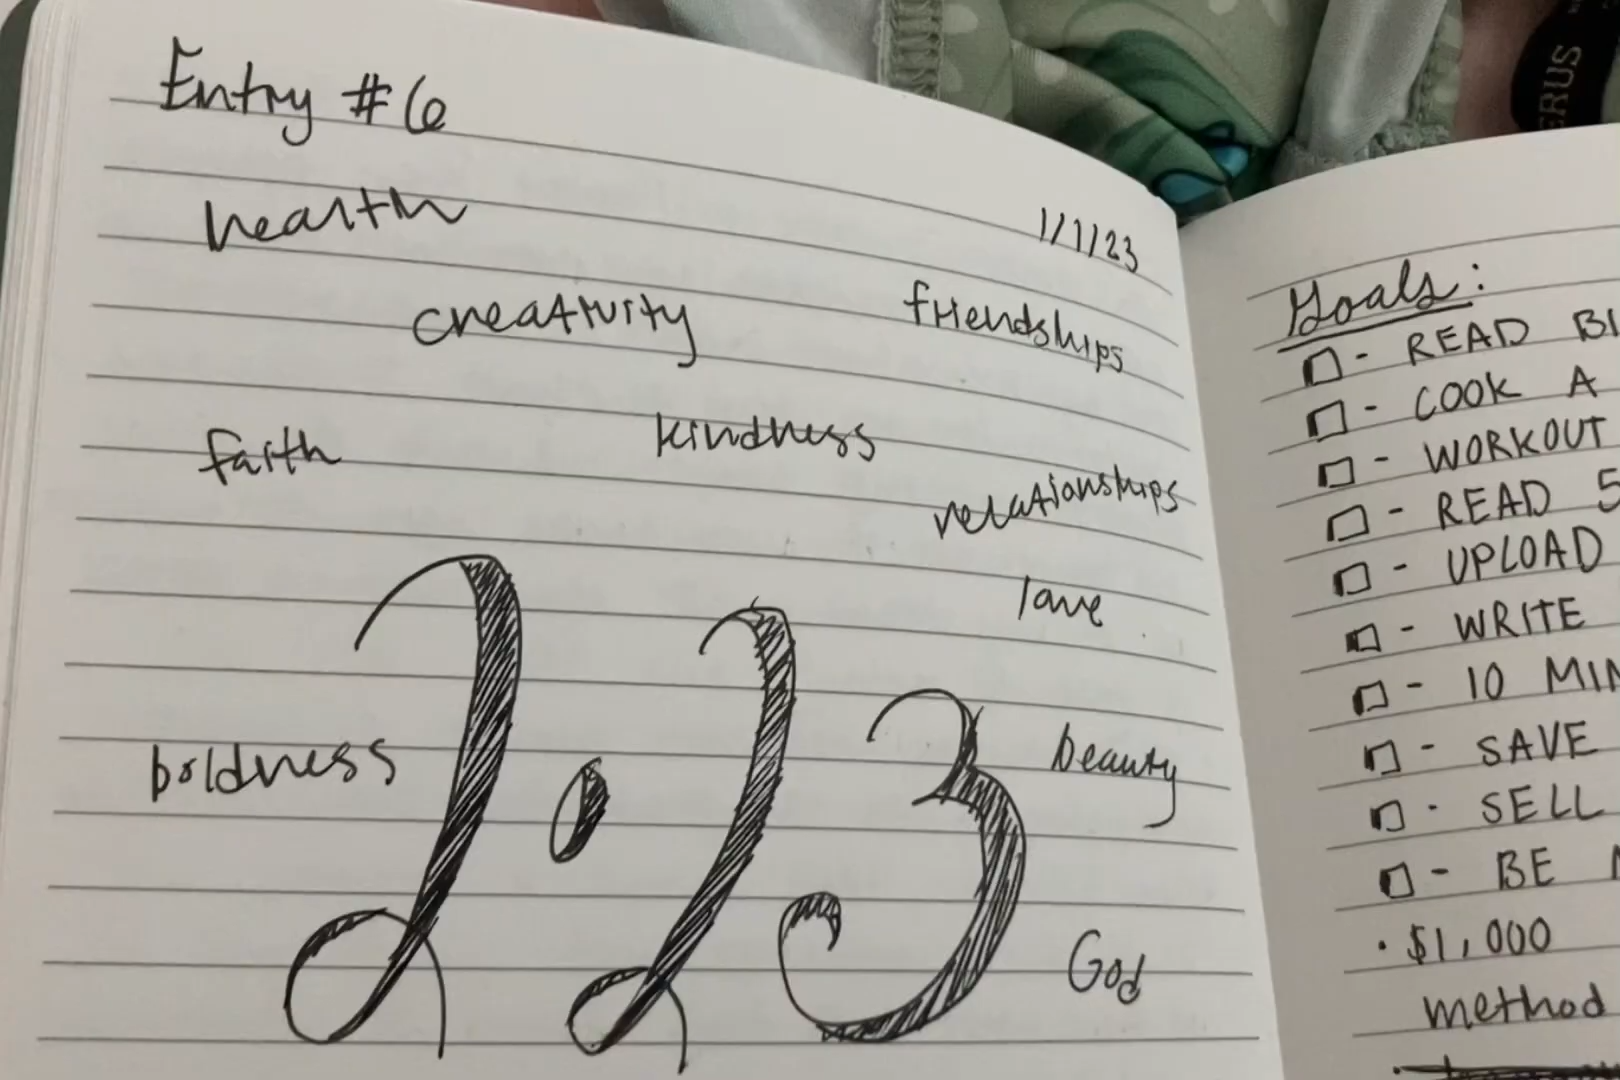 Entry #6
health
1/1/23
creativity
friendships
faith
kindness
relationships
love
2023
boldness
beauty
God
Goals:
- READ
- COOK A
- WORKOUT
- READ 5
- UPLOAD
- WRITE
- 10
- SAVE
- SELL
- BE
• $1,000
method